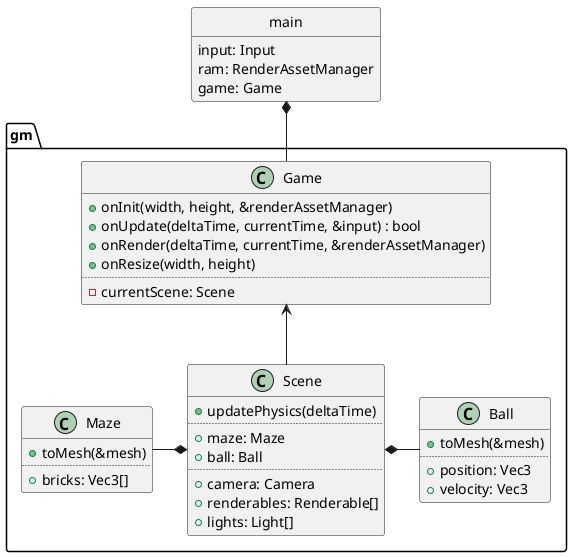 main
input: Input
ram: RenderAssetManager
game: Game
gm
C Game
onInit(width, height, &renderAssetManager)
onUpdate(deltaTime, currentTime, &input) : bool
onRender(deltaTime, currentTime, &renderAssetManager)
onResize(width, height)
currentScene: Scene
C Maze
toMesh(&mesh)
bricks: Vec3[]
C Scene
updatePhysics(deltaTime)
maze: Maze
ball: Ball
camera: Camera
renderables: Renderable[]
lights: Light[]
C Ball
toMesh(&mesh)
position: Vec3
velocity: Vec3